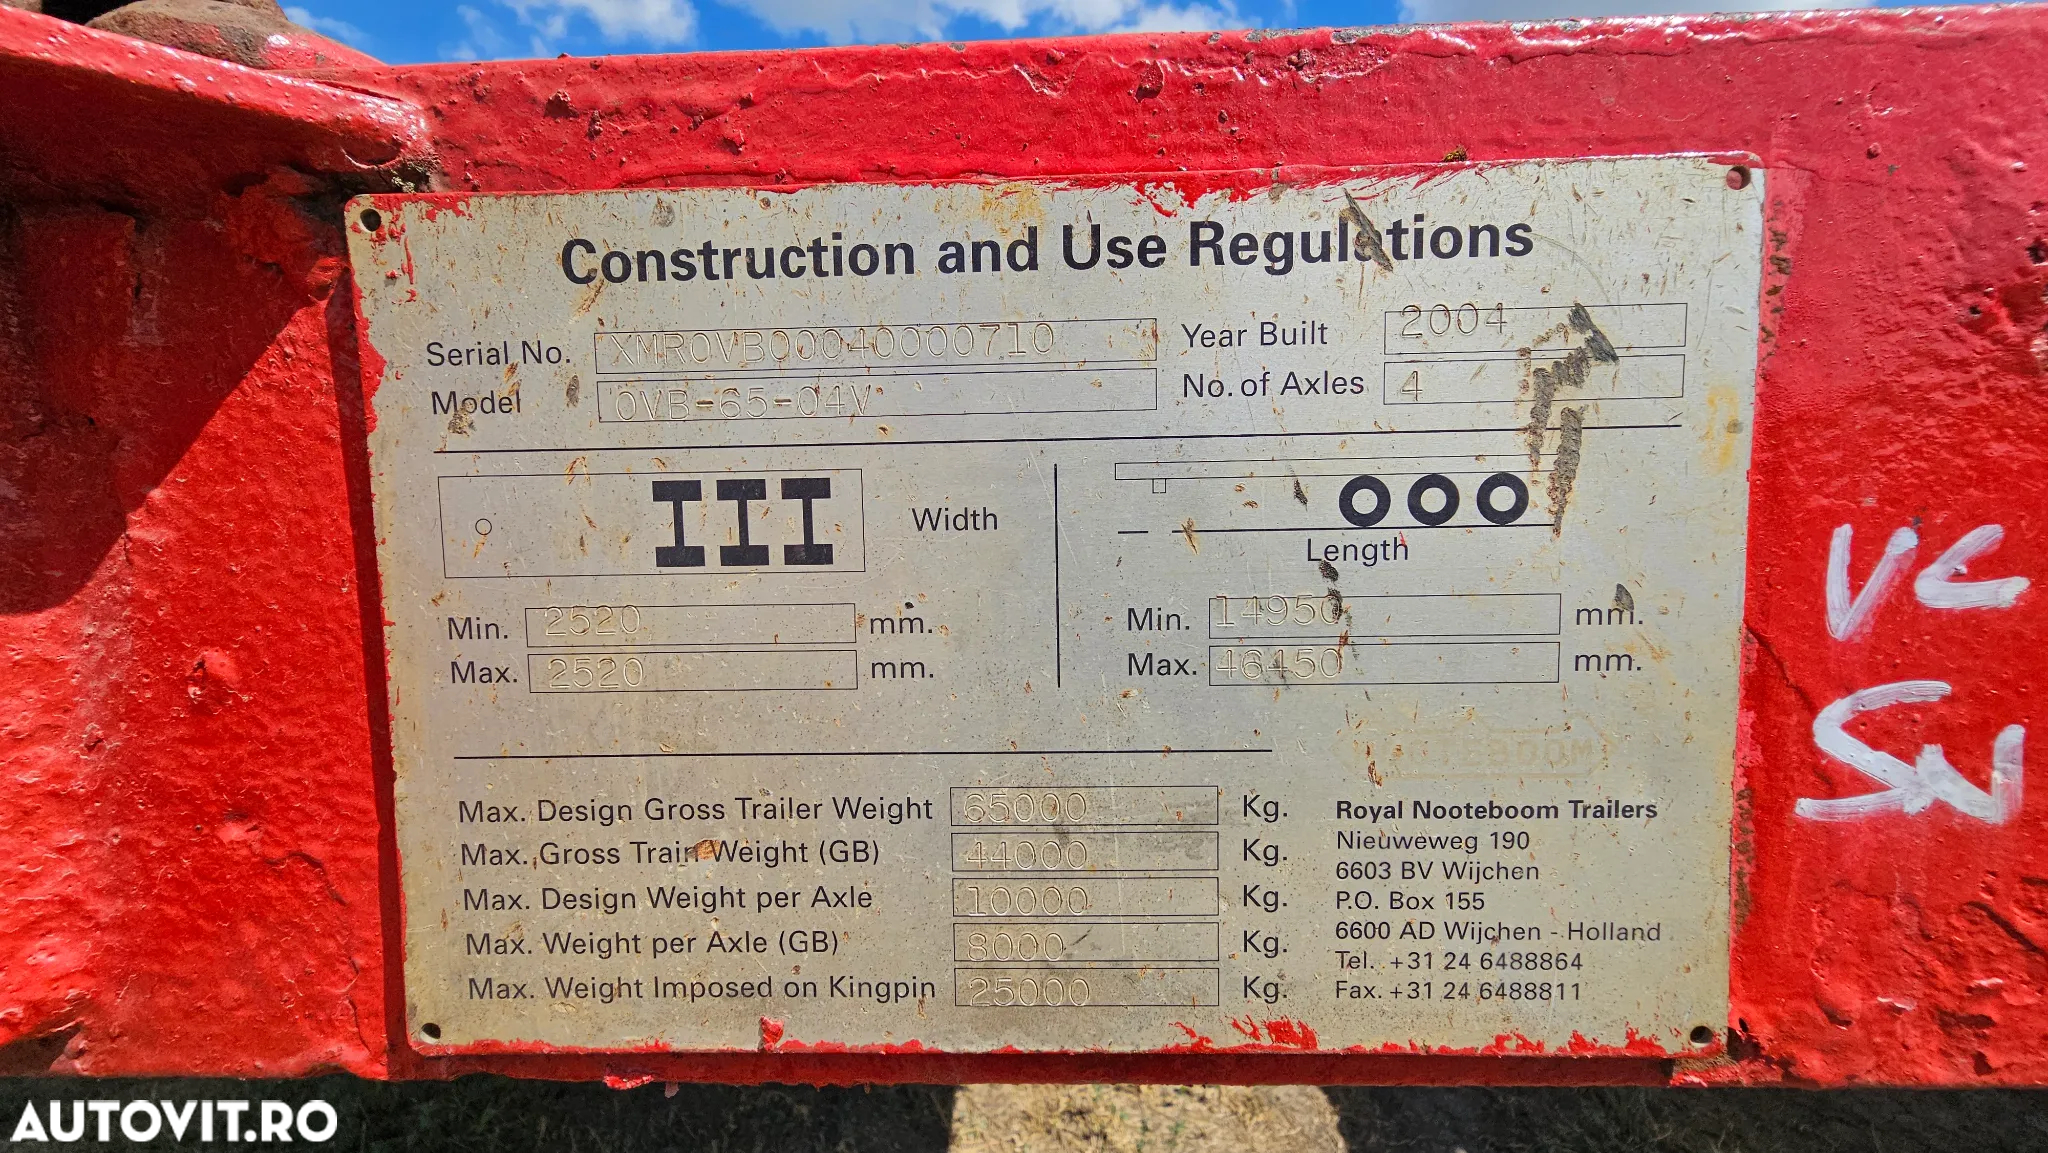 Construction and Use Regulations
Serial No. XMROVB00040000710 Year Built 2004
Model OVB-65-04V No. of Axles 4
Width
Length
Min. 2520 mm. Min. 14950 mm.
Max. 2520 mm. Max. 46450 mm.
Max. Design Gross Trailer Weight 65000 Kg.
Max. Gross Train Weight (GB) 44000 Kg.
Max. Design Weight per Axle 10000 Kg.
Max. Weight per Axle (GB) 8000 Kg.
Max. Weight Imposed on Kingpin 25000 Kg.
NOOTEBOOM
Royal Nooteboom Trailers
Nieuweweg 190
6603 BV Wijchen
P.O. Box 155
6600 AD Wijchen - Holland
Tel. +31 24 6488864
Fax. +31 24 6488811
AUTOVIT.RO